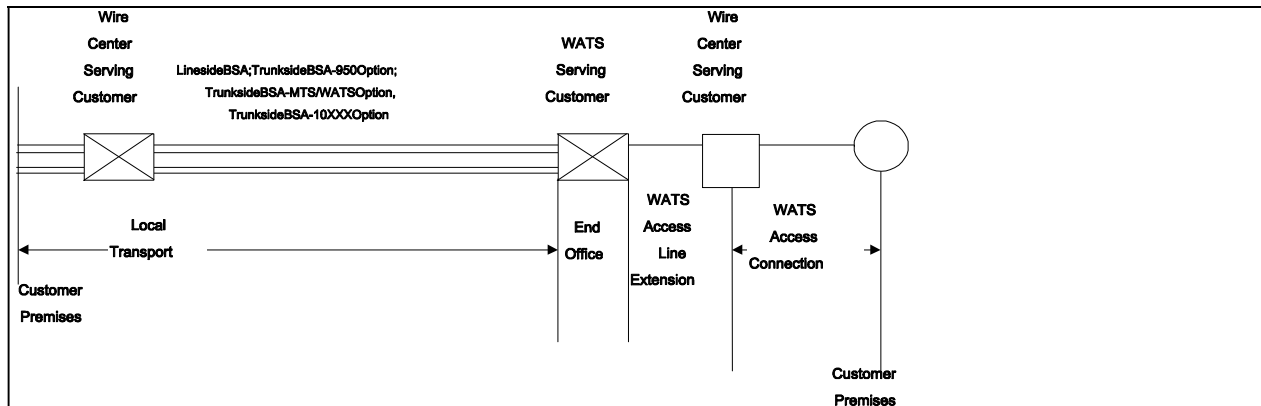 Wire
Center
Serving
Customer
LinesideBSA;TrunksideBSA-950Option;
TrunksideBSA-MTS/WATSOption,
TrunksideBSA-10XXXOption
WATS
Serving
Customer
Wire
Center
Serving
Customer
Local
Transport
End
Office
WATS
Access
Line
Extension
WATS
Access
Connection
Customer
Premises
Customer
Premises